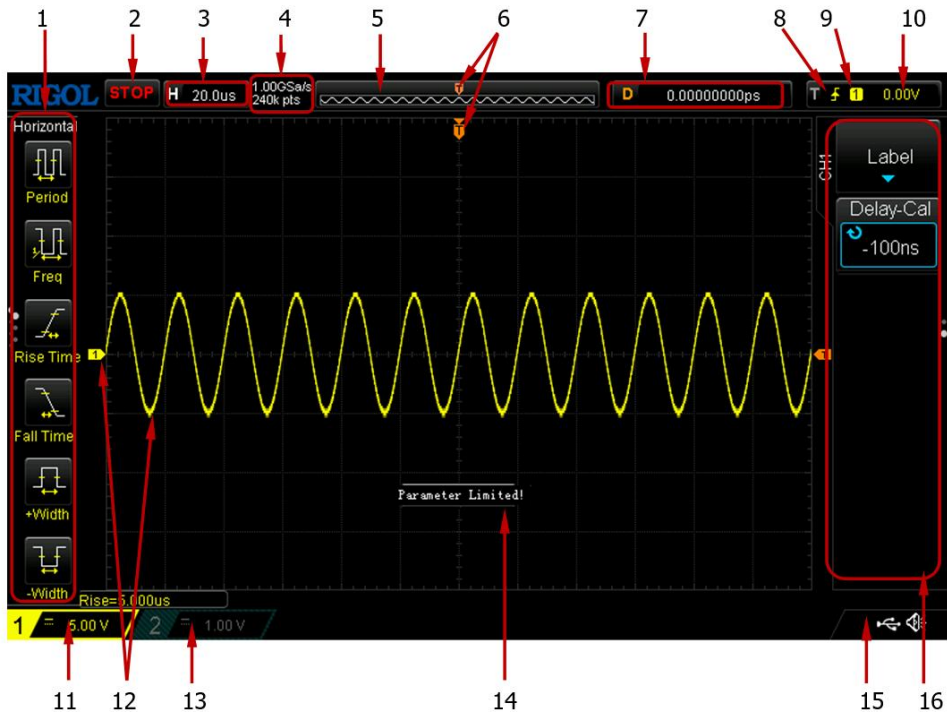 1 2 3 4 5 6 7 8 9 10
RIGOL STOP H 20.0us 1.00GSa/s
240k pts
T
D 0.00000000ps
T 1 0.00V
Horizontal
Period
Freq
Rise Time
Fall Time
+Width
-Width
T
1
T
Parameter Limited!
CH1
Label
Delay-Cal
-100ns
Rise=5.000us
1 5.00 V
2 1.00 V
11 12 13 14 15 16